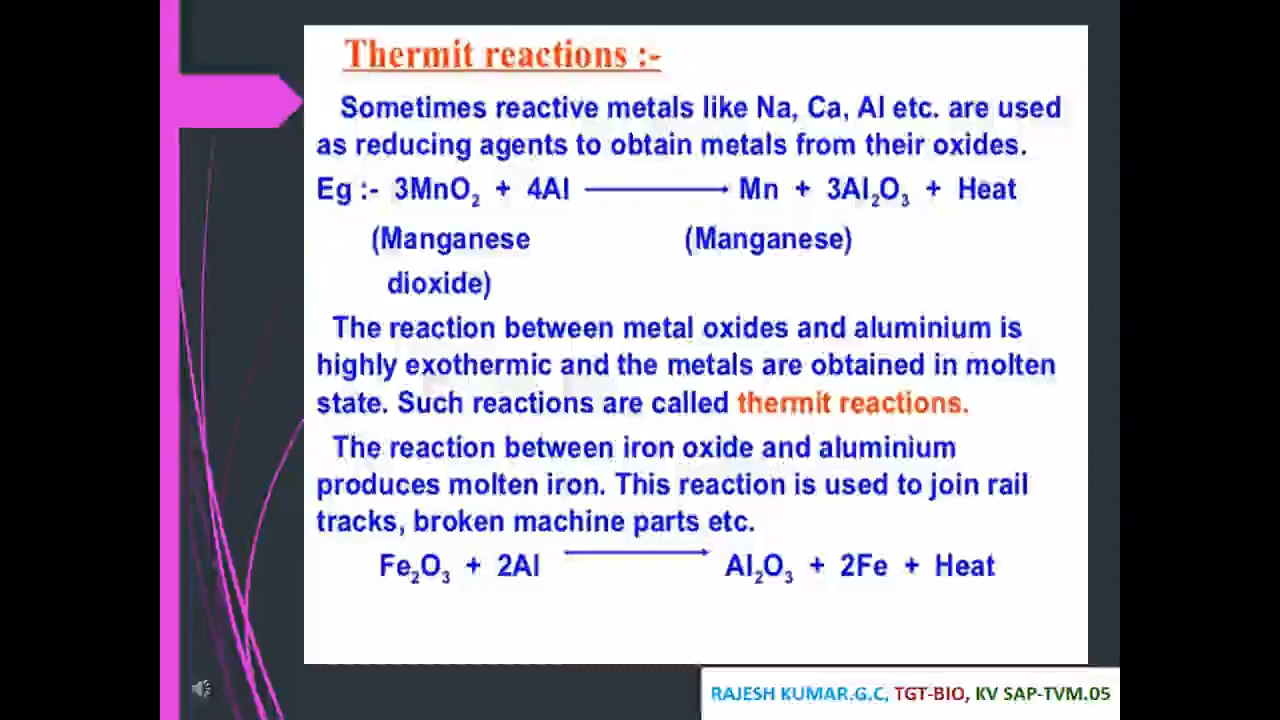 Thermit reactions :-
Sometimes reactive metals like Na, Ca, Al etc. are used
as reducing agents to obtain metals from their oxides.
Eg :- 3MnO₂ + 4Al ⟶ Mn + 3Al₂O₃ + Heat
(Manganese (Manganese)
dioxide)
The reaction between metal oxides and aluminium is
highly exothermic and the metals are obtained in molten
state. Such reactions are called thermit reactions.
The reaction between iron oxide and aluminium
produces molten iron. This reaction is used to join rail
tracks, broken machine parts etc.
Fe₂O₃ + 2Al ⟶ Al₂O₃ + 2Fe + Heat
RAJESH KUMAR.G.C, TGT-BIO, KV SAP-TVM.05